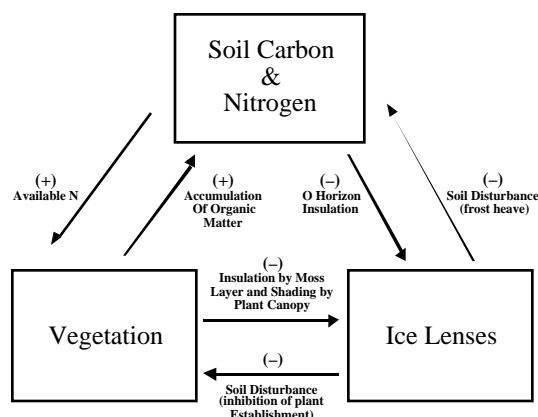 Soil Carbon
&
Nitrogen
(+)
Available N
(+)
Accumulation
Of Organic
Matter
(–)
O Horizon
Insulation
(–)
Soil Disturbance
(frost heave)
Vegetation
(–)
Insulation by Moss
Layer and Shading by
Plant Canopy
(–)
Soil Disturbance
(inhibition of plant
Establishment)
Ice Lenses